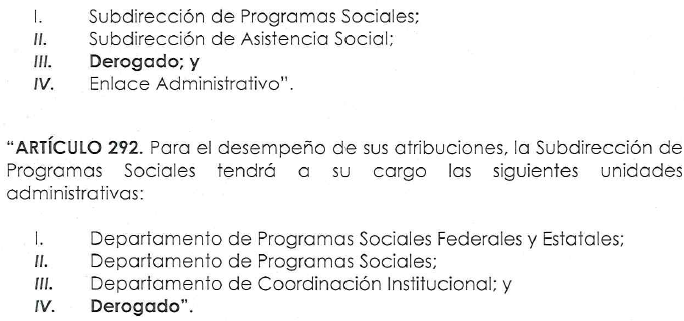 I. Subdirección de Programas Sociales;
II. Subdirección de Asistencia Social;
III. Derogado; y
IV. Enlace Administrativo”.
“ARTÍCULO 292. Para el desempeño de sus atribuciones, la Subdirección de
Programas Sociales tendrá a su cargo las siguientes unidades
administrativas:
I. Departamento de Programas Sociales Federales y Estatales;
II. Departamento de Programas Sociales;
III. Departamento de Coordinación Institucional; y
IV. Derogado”.